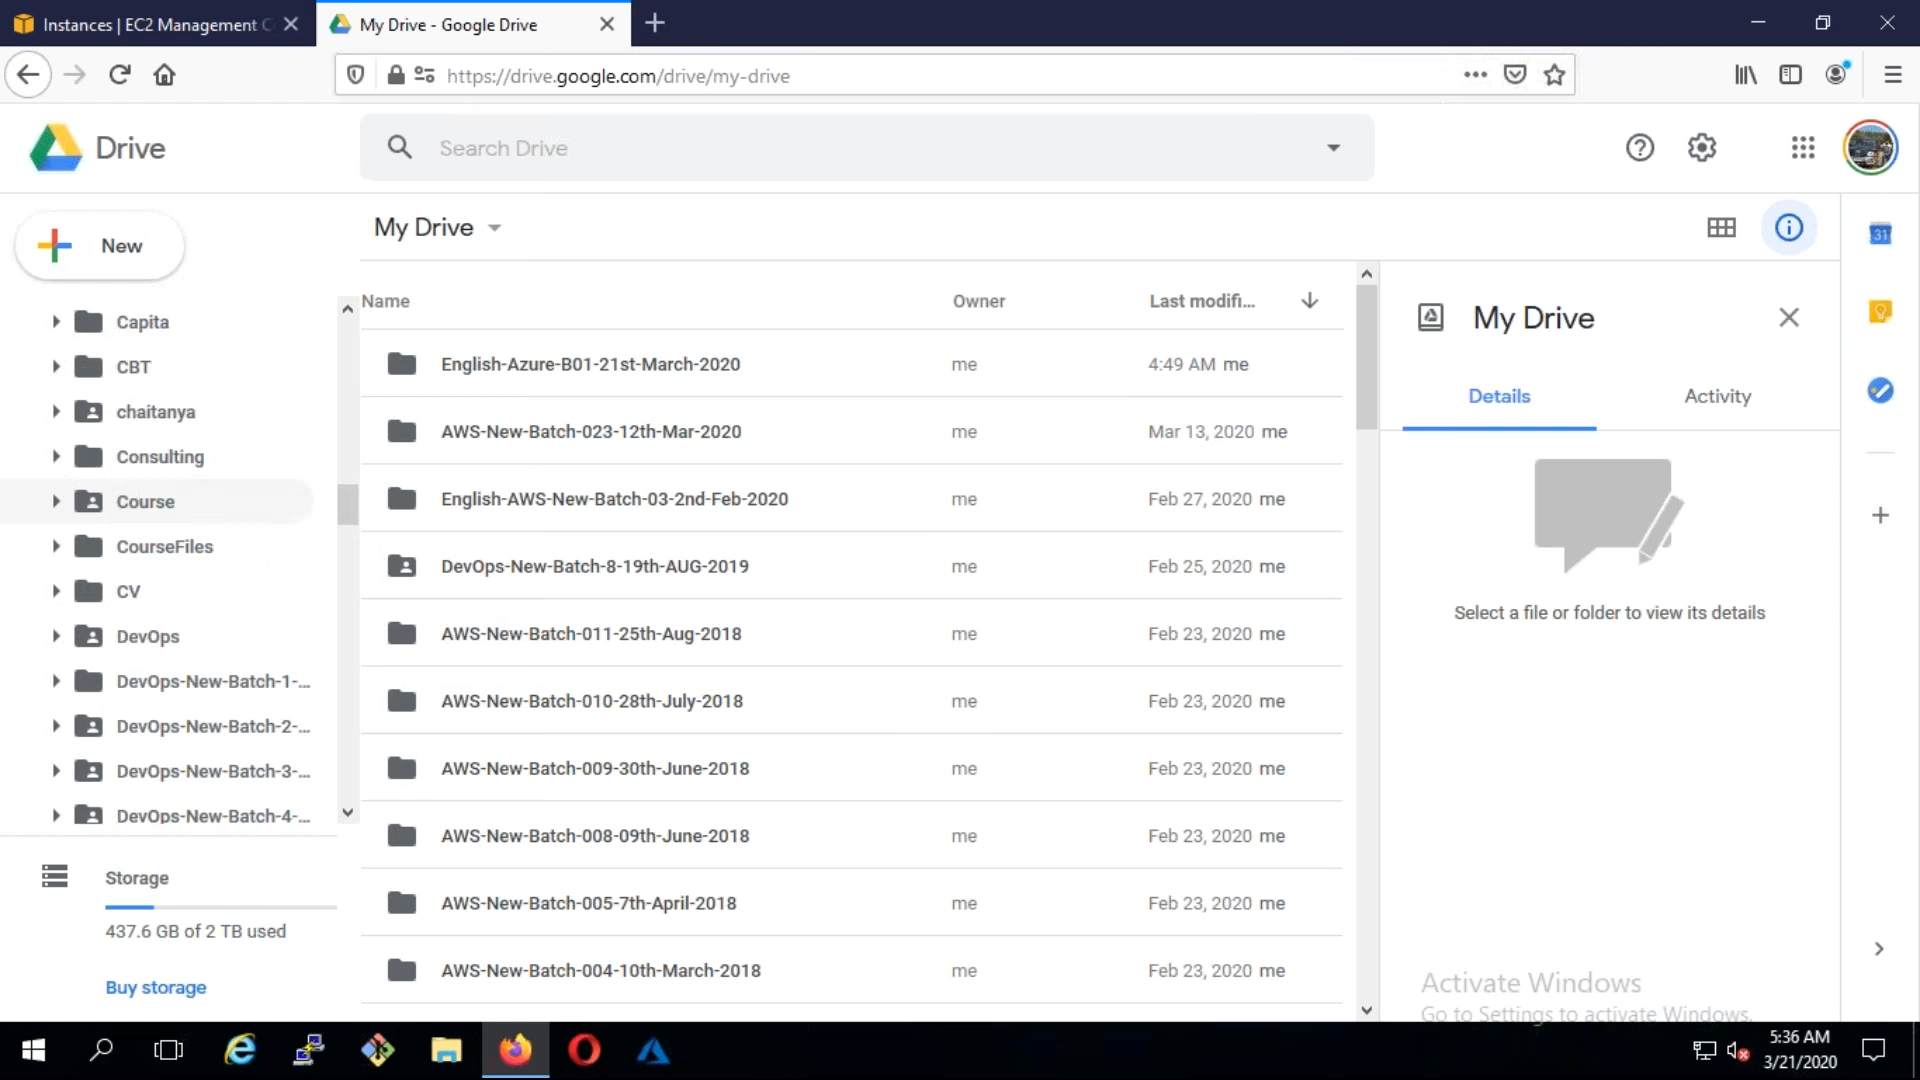 Instances | EC2 Management C
My Drive - Google Drive
https://drive.google.com/drive/my-drive
Drive
Search Drive
New
My Drive
31
Capita
CBT
chaitanya
Consulting
Course
CourseFiles
CV
DevOps
DevOps-New-Batch-1-...
DevOps-New-Batch-2-...
DevOps-New-Batch-3-...
DevOps-New-Batch-4-...
Storage
437.6 GB of 2 TB used
Buy storage
Name Owner Last modifi...
English-Azure-B01-21st-March-2020 me 4:49 AM me
AWS-New-Batch-023-12th-Mar-2020 me Mar 13, 2020 me
English-AWS-New-Batch-03-2nd-Feb-2020 me Feb 27, 2020 me
DevOps-New-Batch-8-19th-AUG-2019 me Feb 25, 2020 me
AWS-New-Batch-011-25th-Aug-2018 me Feb 23, 2020 me
AWS-New-Batch-010-28th-July-2018 me Feb 23, 2020 me
AWS-New-Batch-009-30th-June-2018 me Feb 23, 2020 me
AWS-New-Batch-008-09th-June-2018 me Feb 23, 2020 me
AWS-New-Batch-005-7th-April-2018 me Feb 23, 2020 me
AWS-New-Batch-004-10th-March-2018 me Feb 23, 2020 me
My Drive
Details Activity
Select a file or folder to view its details
Activate Windows
Go to Settings to activate Windows.
5:36 AM
3/21/2020